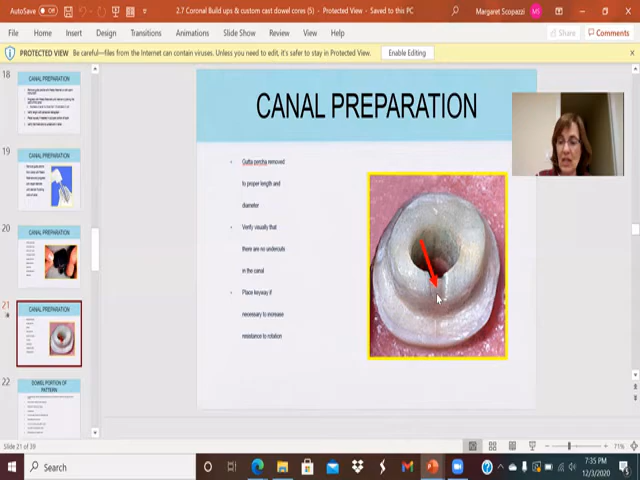 AutoSave Off
2.7 Coronal Build ups & custom cast dowel cores (5) - Protected View - Saved to this PC
Margaret Scopazzi MS
File Home Insert Design Transitions Animations Slide Show Review View Help Share Comments
PROTECTED VIEW Be careful—files from the Internet can contain viruses. Unless you need to edit, it's safer to stay in Protected View. Enable Editing
18
CANAL PREPARATION
19
CANAL PREPARATION
20
CANAL PREPARATION
21
CANAL PREPARATION
22
DOWEL PORTION OF
PATTERN
CANAL PREPARATION
• Gutta percha removed
to proper length and
diameter
• Verify visually that
there are no undercuts
in the canal
• Place keyway if
necessary to increase
resistance to rotation
Slide 21 of 39
71%
Search
7:35 PM
12/3/2020